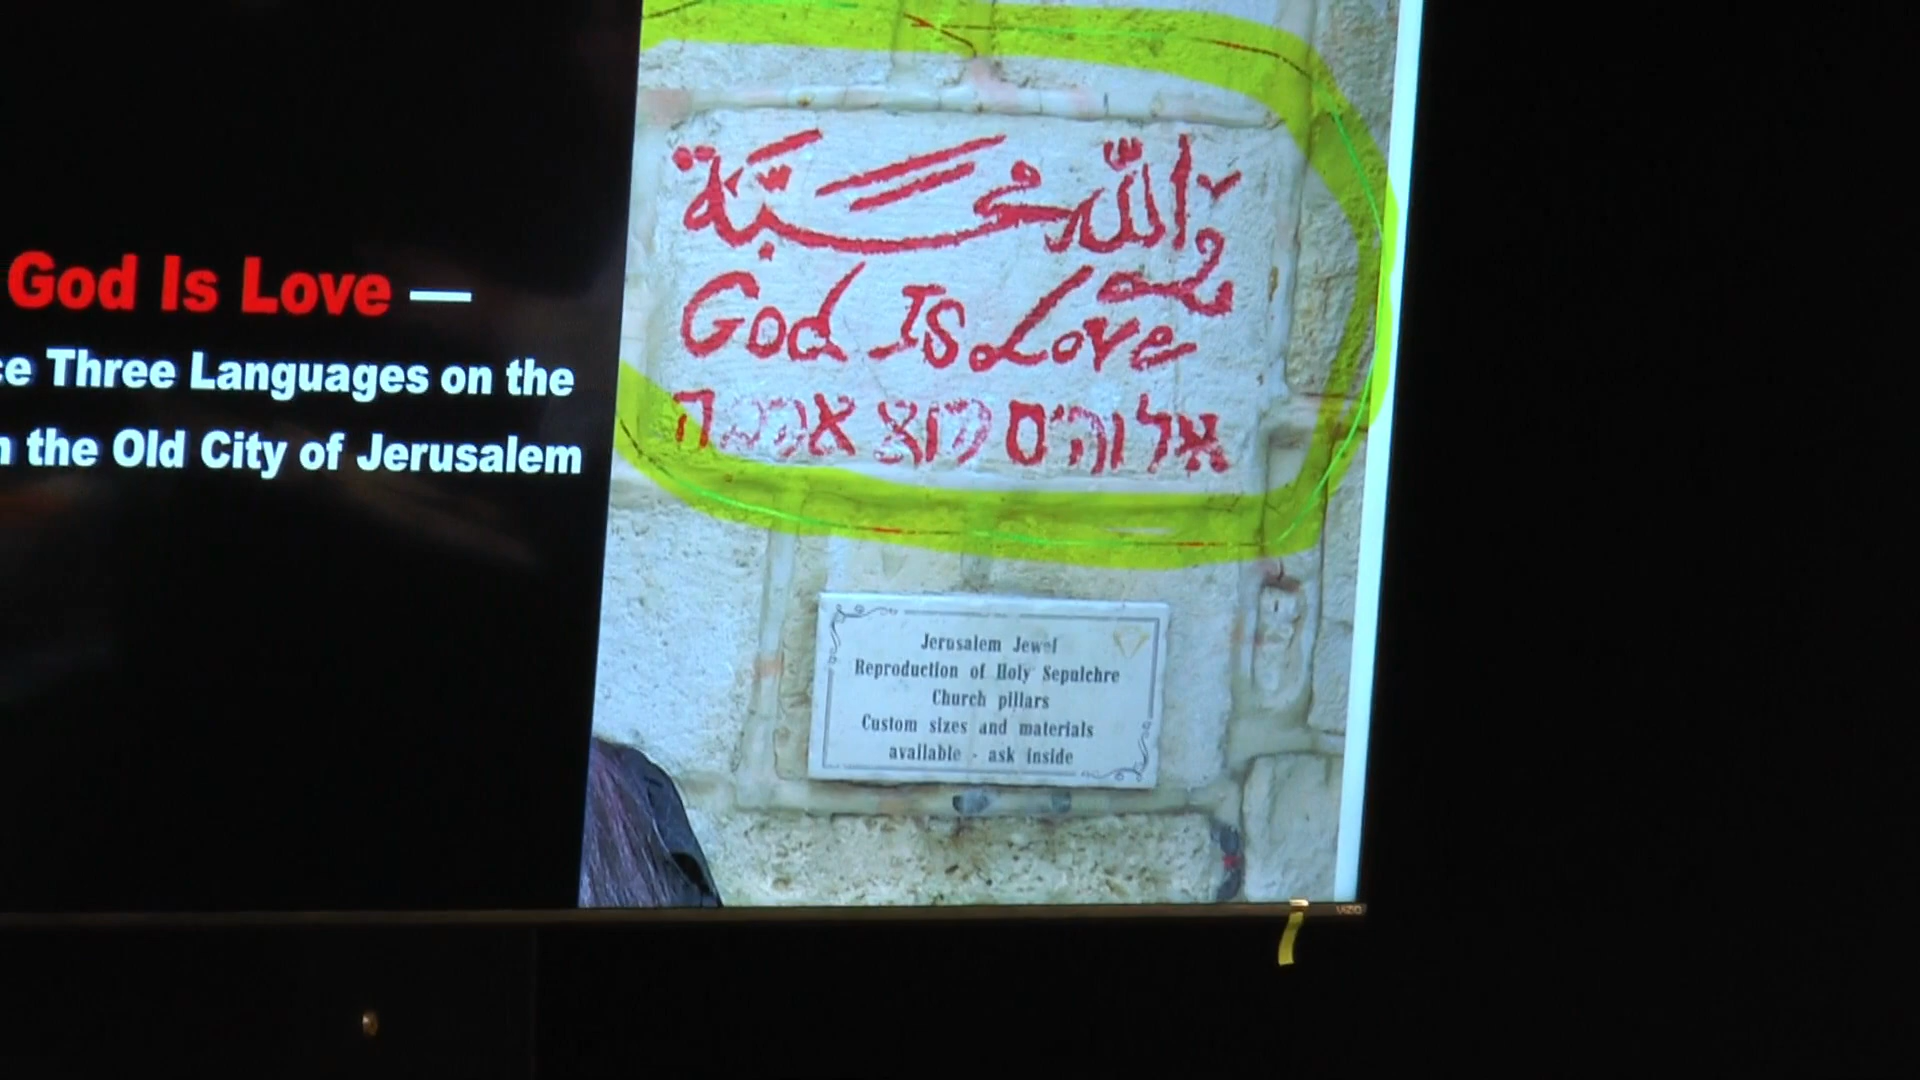 God Is Love —
ce Three Languages on the
n the Old City of Jerusalem
الله محبة
God Is Love
אלוהים הוא אהבה
Jerusalem Jewel
Reproduction of Holy Sepulchre
Church pillars
Custom sizes and materials
available - ask inside
VIZIO